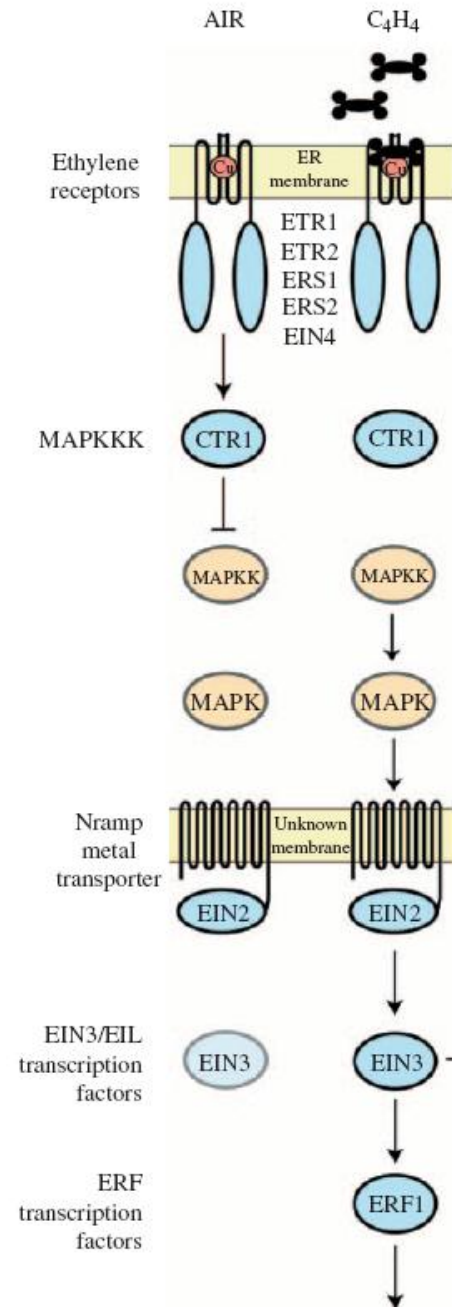 AIR
C₄H₄
Ethylene
receptors
Cu
ER
membrane
Cu
ETR1
ETR2
ERS1
ERS2
EIN4
MAPKKK
CTR1
CTR1
MAPKK
MAPKK
MAPK
MAPK
Nramp
metal
transporter
Unknown
membrane
EIN2
EIN2
EIN3/EIL
transcription
factors
EIN3
EIN3
ERF
transcription
factors
ERF1